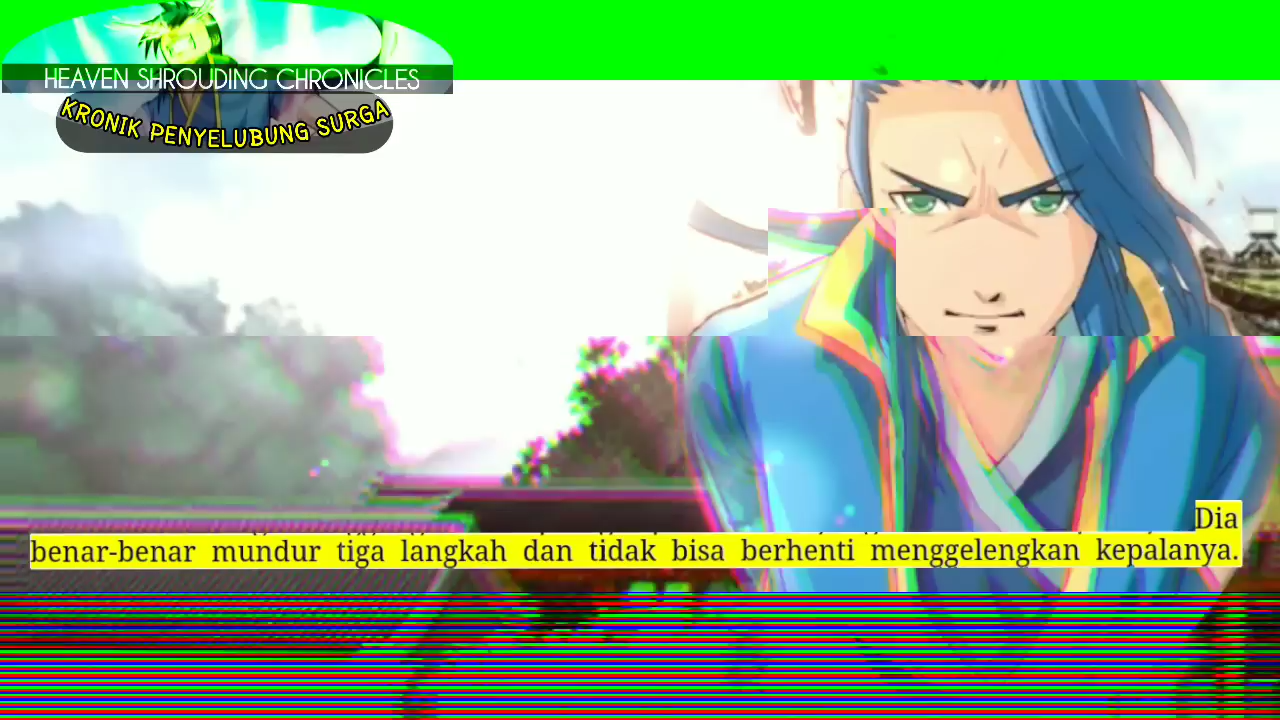 HEAVEN SHROUDING CHRONICLES
KRONIK PENYELUBUNG SURGA
Dia
benar-benar mundur tiga langkah dan tidak bisa berhenti menggelengkan kepalanya.